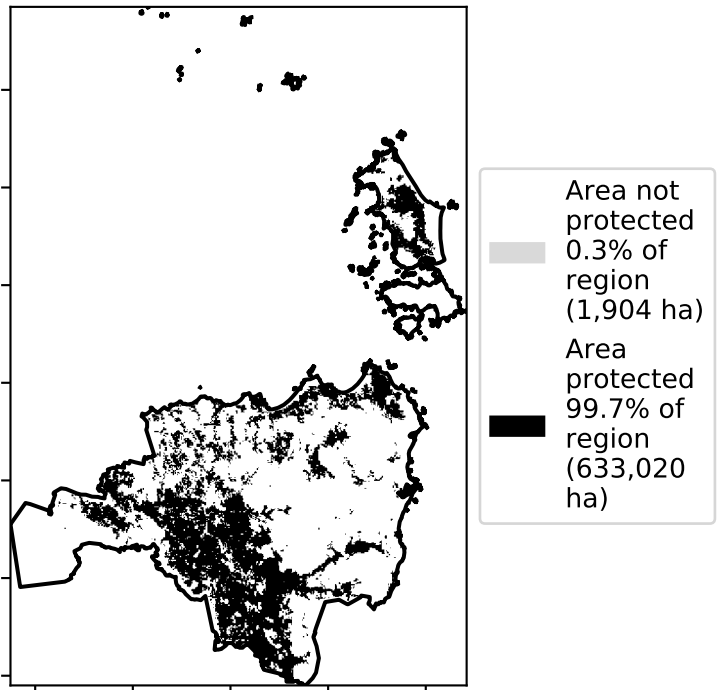 Area not
protected
0.3% of
region
(1,904 ha)
Area
protected
99.7% of
region
(633,020
ha)